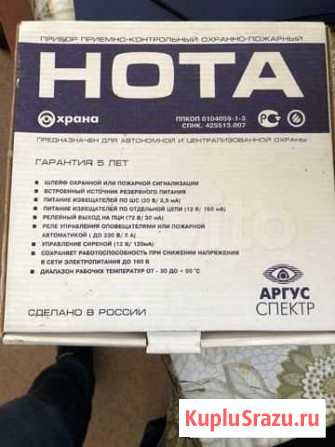 ПРИБОР ПРИЕМНО-КОНТРОЛЬНЫЙ ОХРАННО-ПОЖАРНЫЙ
НОТА
охрана
ППКОП 0104059-1-3
СПНК. 425513.007
ПРЕДНАЗНАЧЕН ДЛЯ АВТОНОМНОЙ И ЦЕНТРАЛИЗОВАННОЙ ОХРАНЫ
ГАРАНТИЯ 5 ЛЕТ
ШЛЕЙФ ОХРАННОЙ ИЛИ ПОЖАРНОЙ СИГНАЛИЗАЦИИ
ВСТРОЕННЫЙ ИСТОЧНИК РЕЗЕРВНОГО ПИТАНИЯ
ПИТАНИЕ ИЗВЕЩАТЕЛЕЙ ПО ШС (20 В/ 3,5 мА)
ПИТАНИЕ ИЗВЕЩАТЕЛЕЙ ПО ОТДЕЛЬНОЙ ЦЕПИ (12 В/ 150 мА)
РЕЛЕЙНЫЙ ВЫХОД НА ПЦН (72 В/ 30 мА)
РЕЛЕ УПРАВЛЕНИЯ ОПОВЕЩАТЕЛЯМИ ИЛИ ПОЖАРНОЙ
АВТОМАТИКОЙ ( ДО 220 В/ 5 А)
УПРАВЛЕНИЕ СИРЕНОЙ (12 В/ 120мА)
СОХРАНЯЕТ РАБОТОСПОСОБНОСТЬ ПРИ СНИЖЕНИИ НАПРЯЖЕНИЯ
В СЕТИ ЭЛЕКТРОПИТАНИЯ ДО 160 В
ДИАПАЗОН РАБОЧИХ ТЕМПЕРАТУР ОТ - 30 ДО + 50 °С
АРГУС
СПЕКТР
СДЕЛАНО В РОССИИ
KupluSrazu.ru